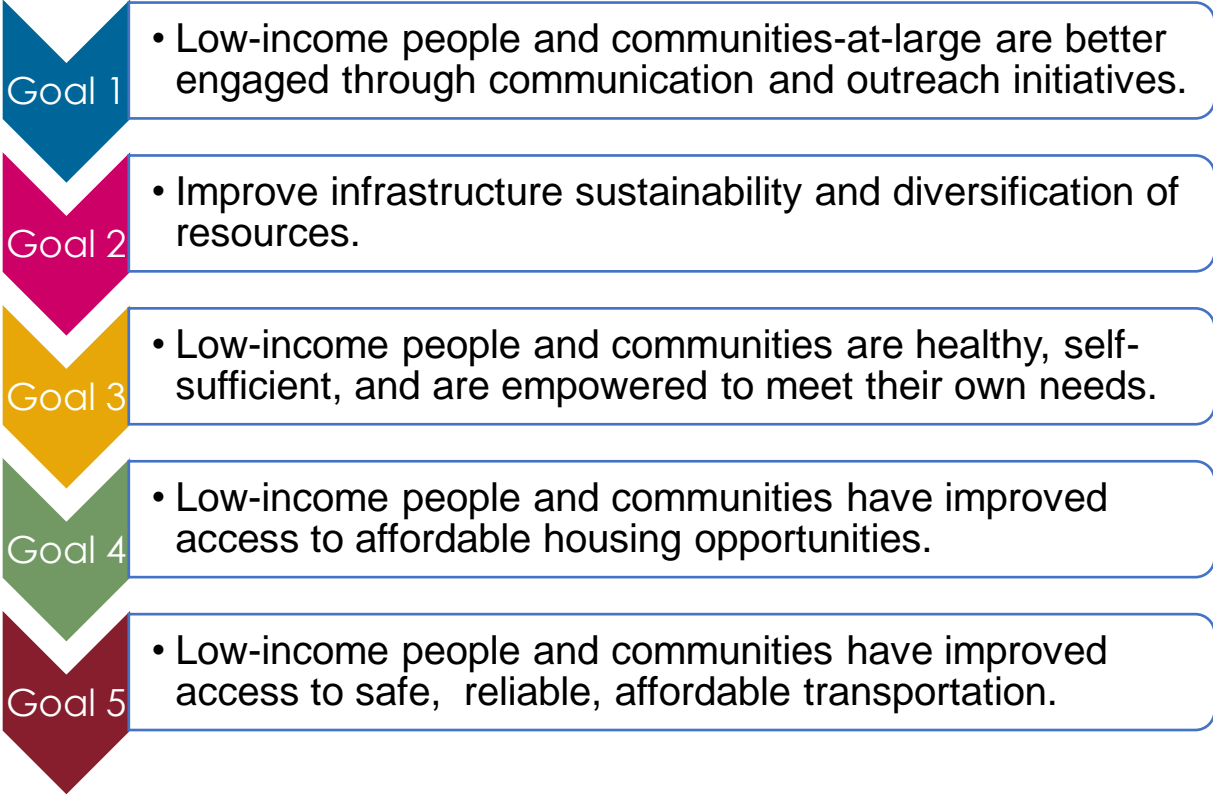 Goal 1
• Low-income people and communities-at-large are better
engaged through communication and outreach initiatives.
Goal 2
• Improve infrastructure sustainability and diversification of
resources.
Goal 3
• Low-income people and communities are healthy, self-
sufficient, and are empowered to meet their own needs.
Goal 4
• Low-income people and communities have improved
access to affordable housing opportunities.
Goal 5
• Low-income people and communities have improved
access to safe,  reliable, affordable transportation.